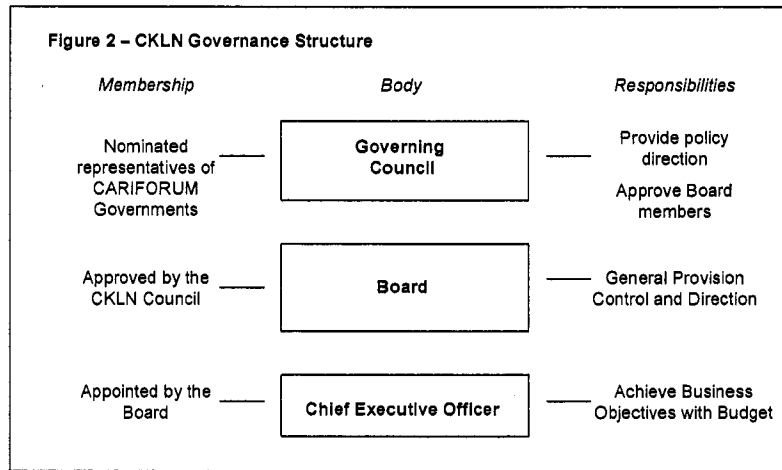 Figure 2 – CKLN Governance Structure
Membership Body Responsibilities
Nominated
representatives of
CARIFORUM
Governments
Governing
Council
Provide policy
direction
Approve Board
members
Approved by the
CKLN Council
Board
General Provision
Control and Direction
Appointed by the
Board
Chief Executive Officer
Achieve Business
Objectives with Budget